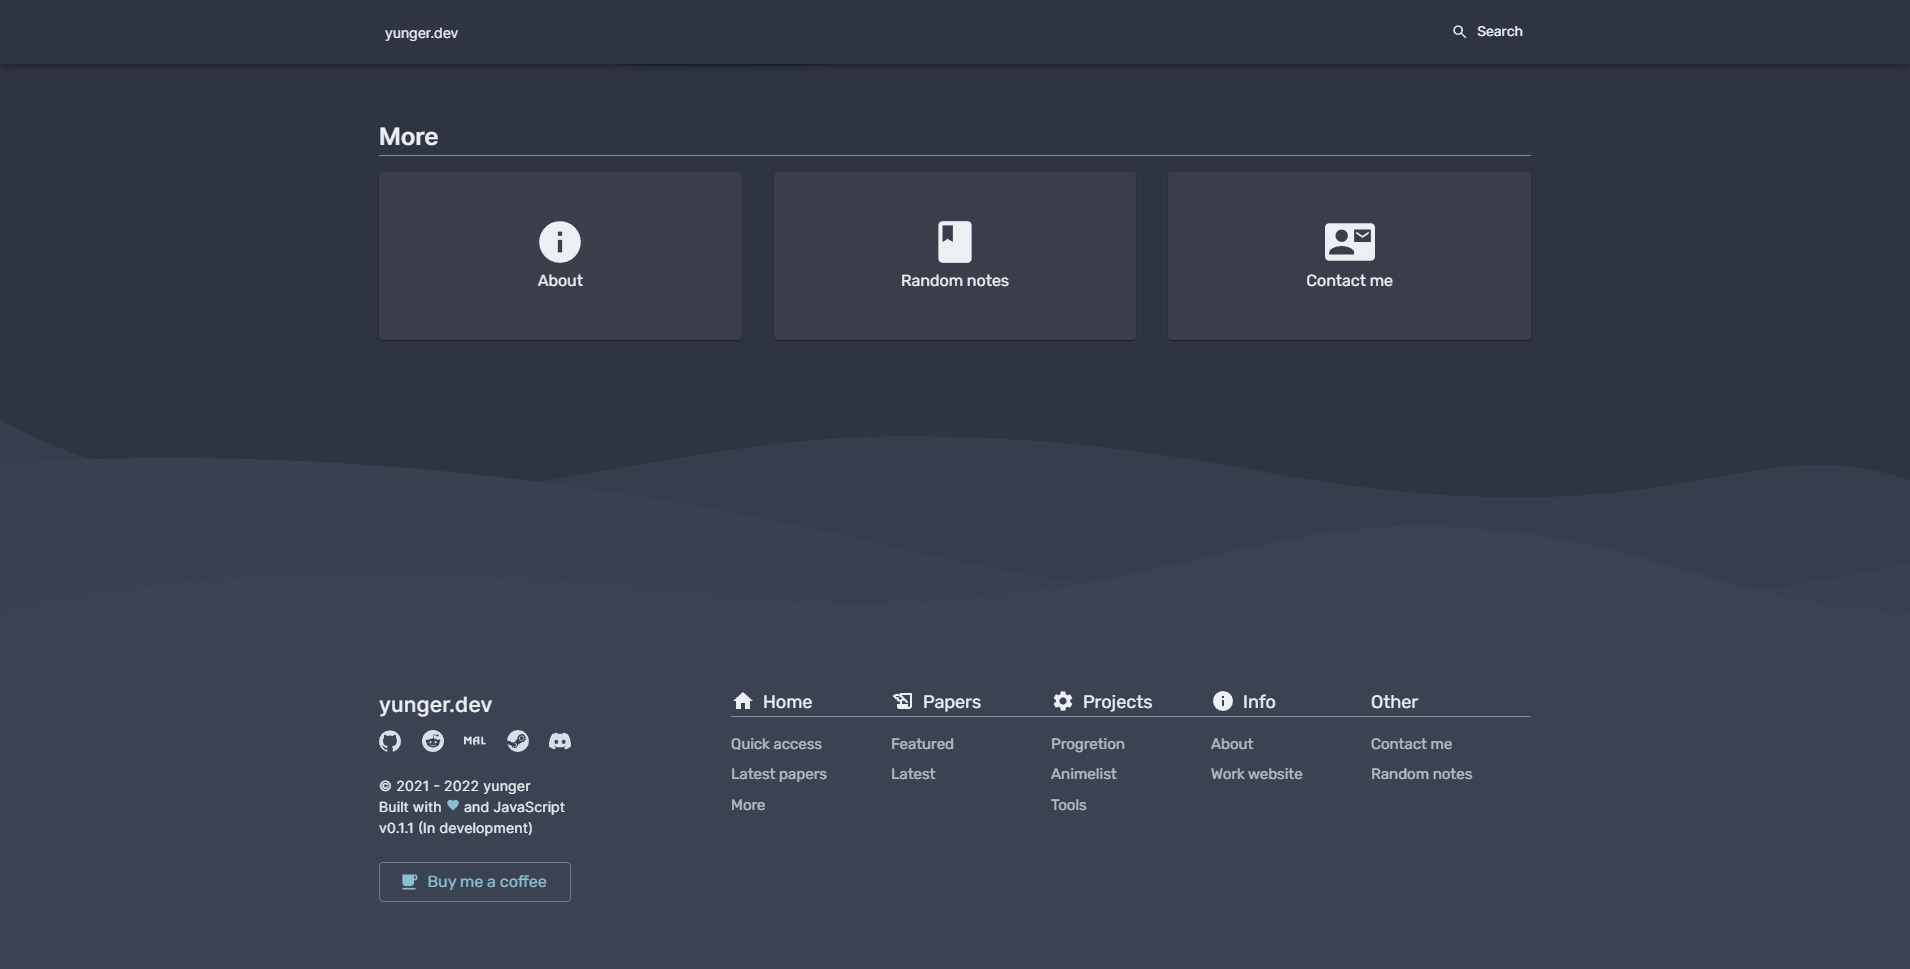 yunger.dev
Search
More
About
Random notes
Contact me
yunger.dev
MAL
© 2021 - 2022 yunger
Built with and JavaScript
v0.1.1 (In development)
Buy me a coffee
Home
Quick access
Latest papers
More
Papers
Featured
Latest
Projects
Progretion
Animelist
Tools
Info
About
Work website
Other
Contact me
Random notes